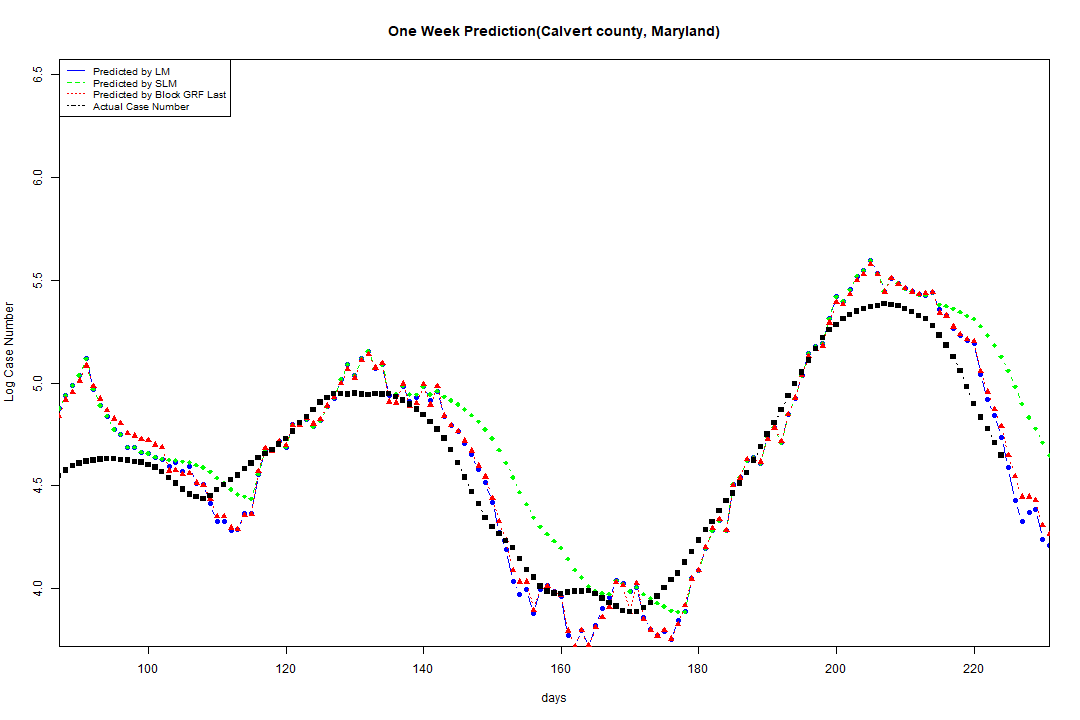 One Week Prediction(Calvert county, Maryland)
Predicted by LM
Predicted by SLM
Predicted by Block GRF Last
Actual Case Number
6.5
6.0
5.5
5.0
4.5
4.0
Log Case Number
100 120 140 160 180 200 220
days